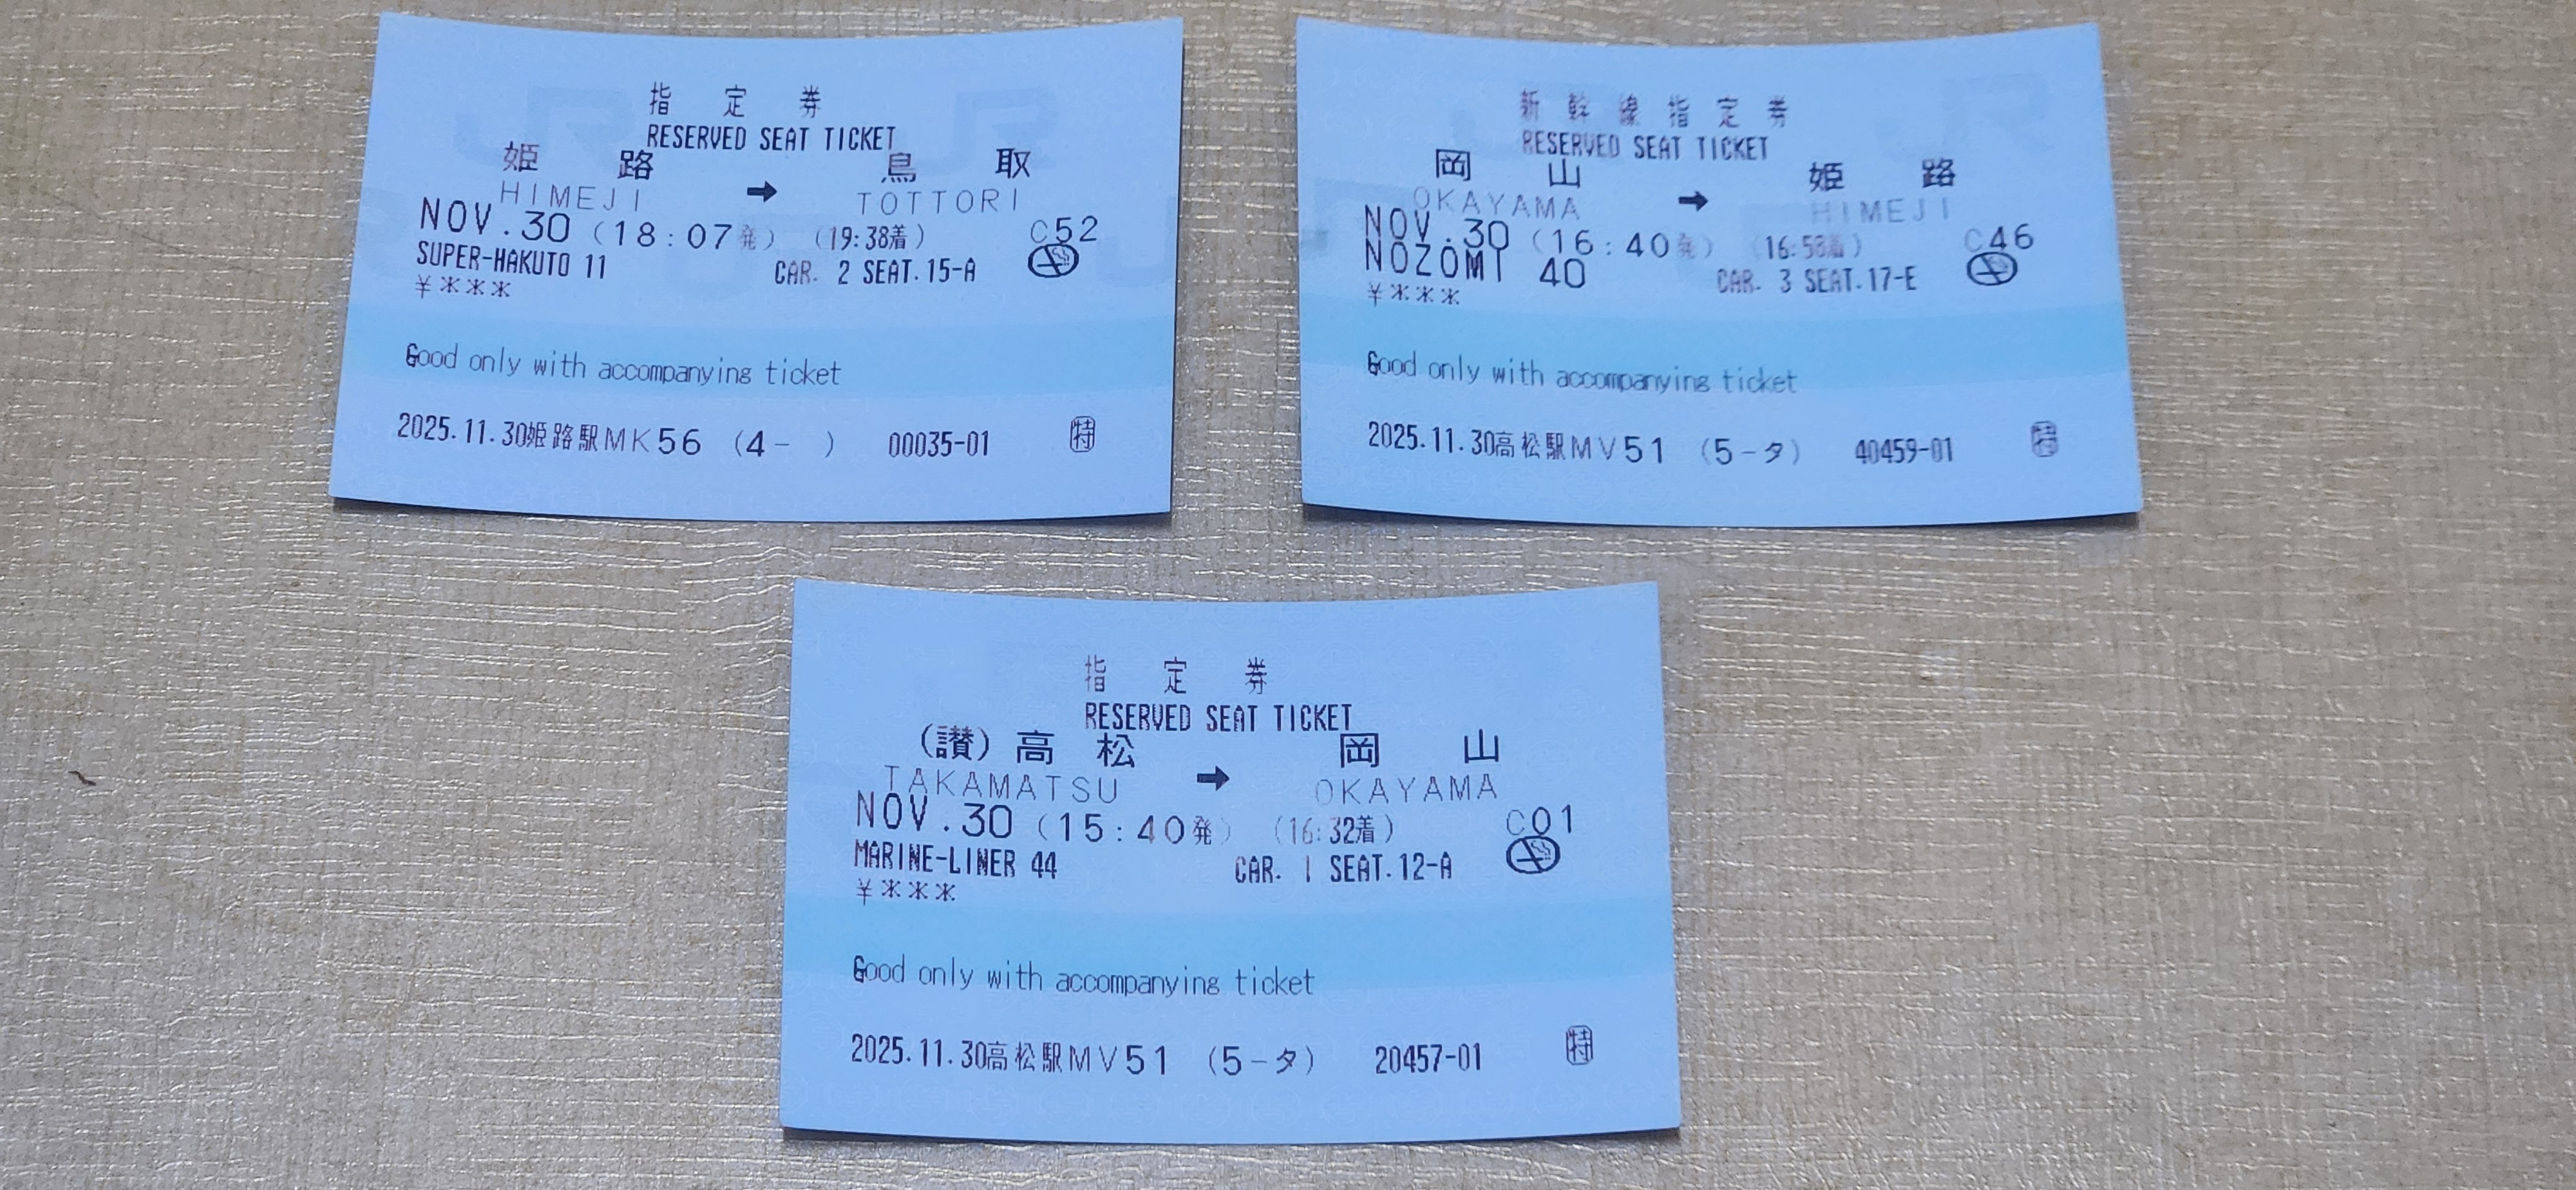 指定券
RESERVED SEAT TICKET
姫路 → 鳥取
HIMEJI TOTTORI
NOV.30 (18:07発) (19:38着) C52
SUPER-HAKUTO 11 CAR. 2 SEAT.15-A
¥***
Good only with accompanying ticket
2025.11.30姫路駅MK56 (4- ) 00035-01 特
新幹線指定券
RESERVED SEAT TICKET
岡山 → 姫路
OKAYAMA HIMEJI
NOV.30 (16:40発) (16:58着) C46
NOZOMI 40 CAR. 3 SEAT.17-E
¥***
Good only with accompanying ticket
2025.11.30高松駅MV51 (5-タ) 40459-01 特
指定券
RESERVED SEAT TICKET
(讃)高松 → 岡山
TAKAMATSU OKAYAMA
NOV.30 (15:40発) (16:32着) C01
MARINE-LINER 44 CAR. 1 SEAT.12-A
¥***
Good only with accompanying ticket
2025.11.30高松駅MV51 (5-タ) 20457-01 特